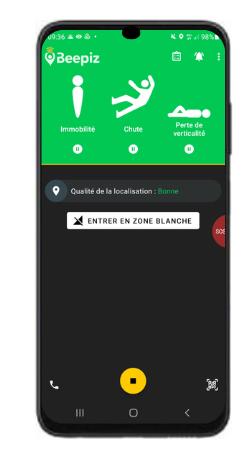 09:36
98%
Beepiz
Immobilité
Chute
Perte de
verticalité
Qualité de la localisation : Bonne
ENTRER EN ZONE BLANCHE
SOS